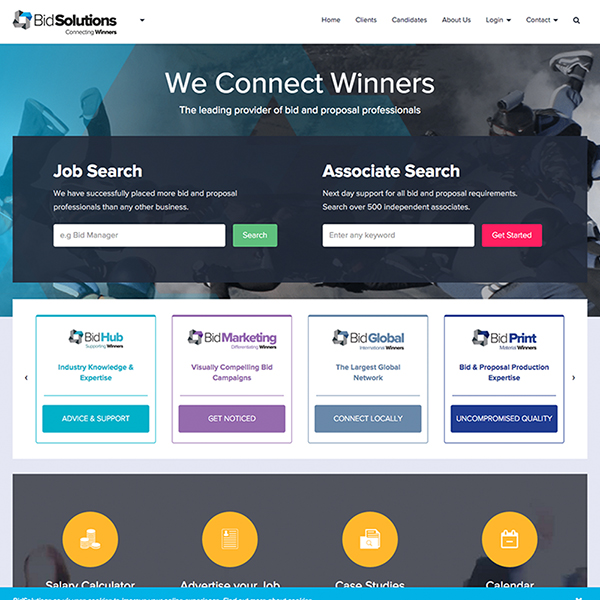 BidSolutions
Connecting Winners
Home Clients Candidates About Us Login Contact
We Connect Winners
The leading provider of bid and proposal professionals
Job Search
We have successfully placed more bid and proposal
professionals than any other business.
e.g Bid Manager
Search
Associate Search
Next day support for all bid and proposal requirements.
Search over 500 independent associates.
Enter any keyword
Get Started
BidHub
Supporting Winners
Industry Knowledge &
Expertise
ADVICE & SUPPORT
BidMarketing
Differentiating Winners
Visually Compelling Bid
Campaigns
GET NOTICED
BidGlobal
International Winners
The Largest Global
Network
CONNECT LOCALLY
BidPrint
Material Winners
Bid & Proposal Production
Expertise
UNCOMPROMISED QUALITY
Salary Calculator
Advertise your Job
Case Studies
Calendar